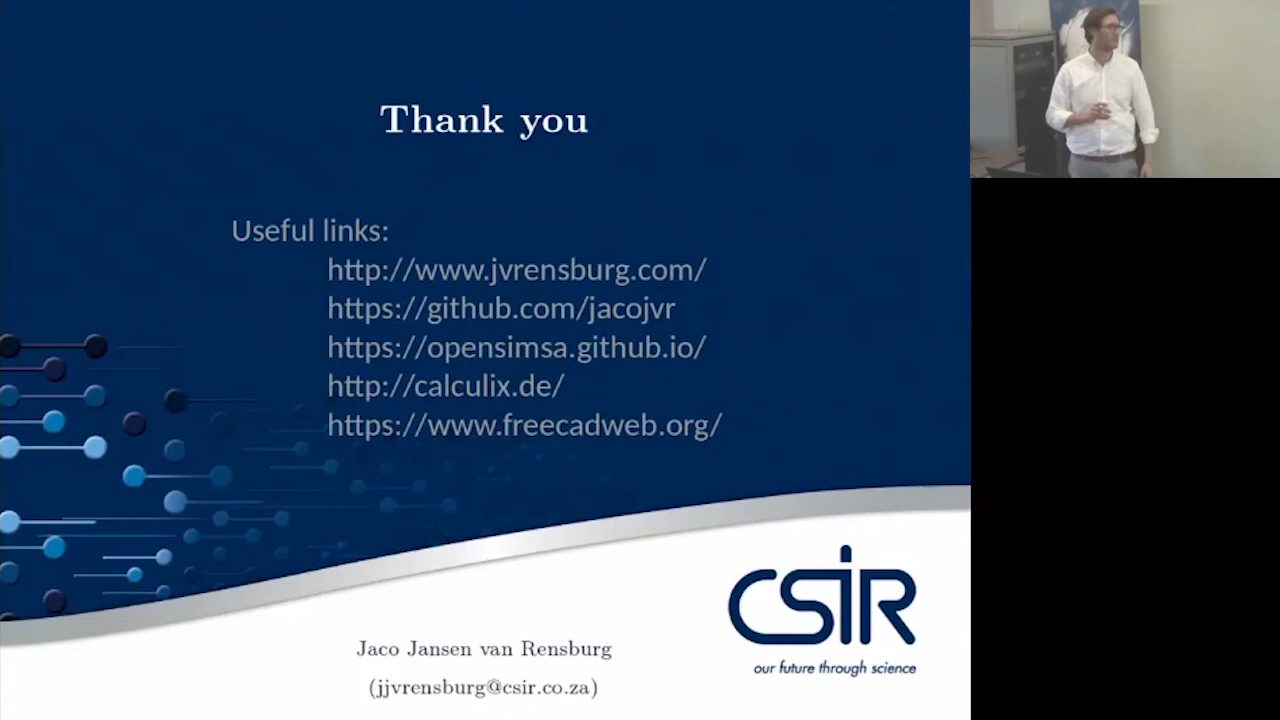 Thank you
Useful links:
http://www.jvrensburg.com/
https://github.com/jacojvr
https://opensimsa.github.io/
http://calculix.de/
https://www.freecadweb.org/
CSIR
our future through science
Jaco Jansen van Rensburg
(jjvrensburg@csir.co.za)